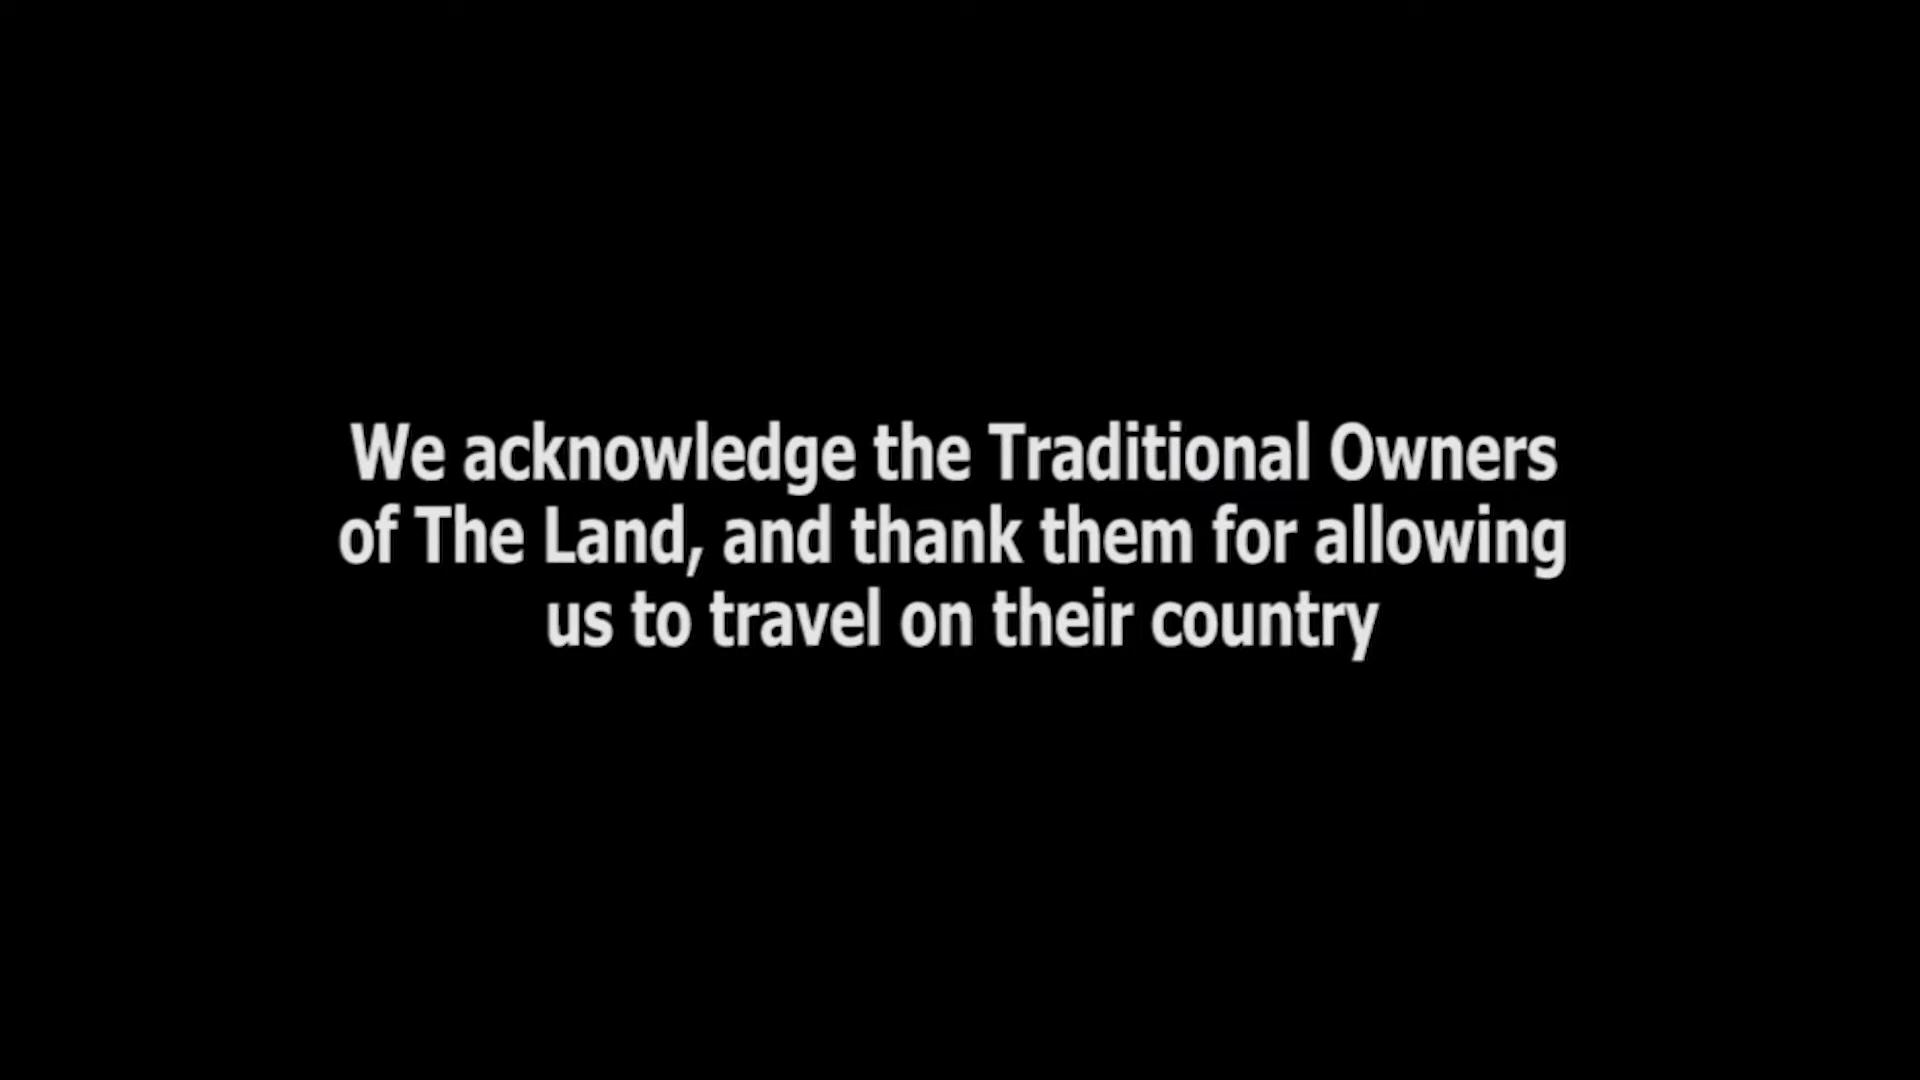 We acknowledge the Traditional Owners
of The Land, and thank them for allowing
us to travel on their country